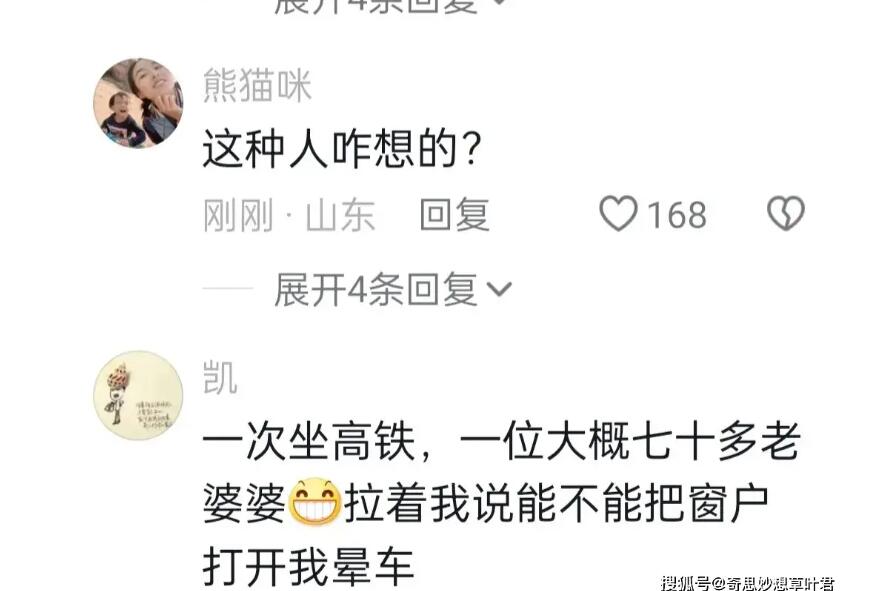 展开4条回复
熊猫咪
这种人咋想的？
刚刚·山东 回复 168
展开4条回复
凯
一次坐高铁，一位大概七十多老
婆婆😁拉着我说能不能把窗户
打开我晕车
搜狐号@奇思妙想草叶君